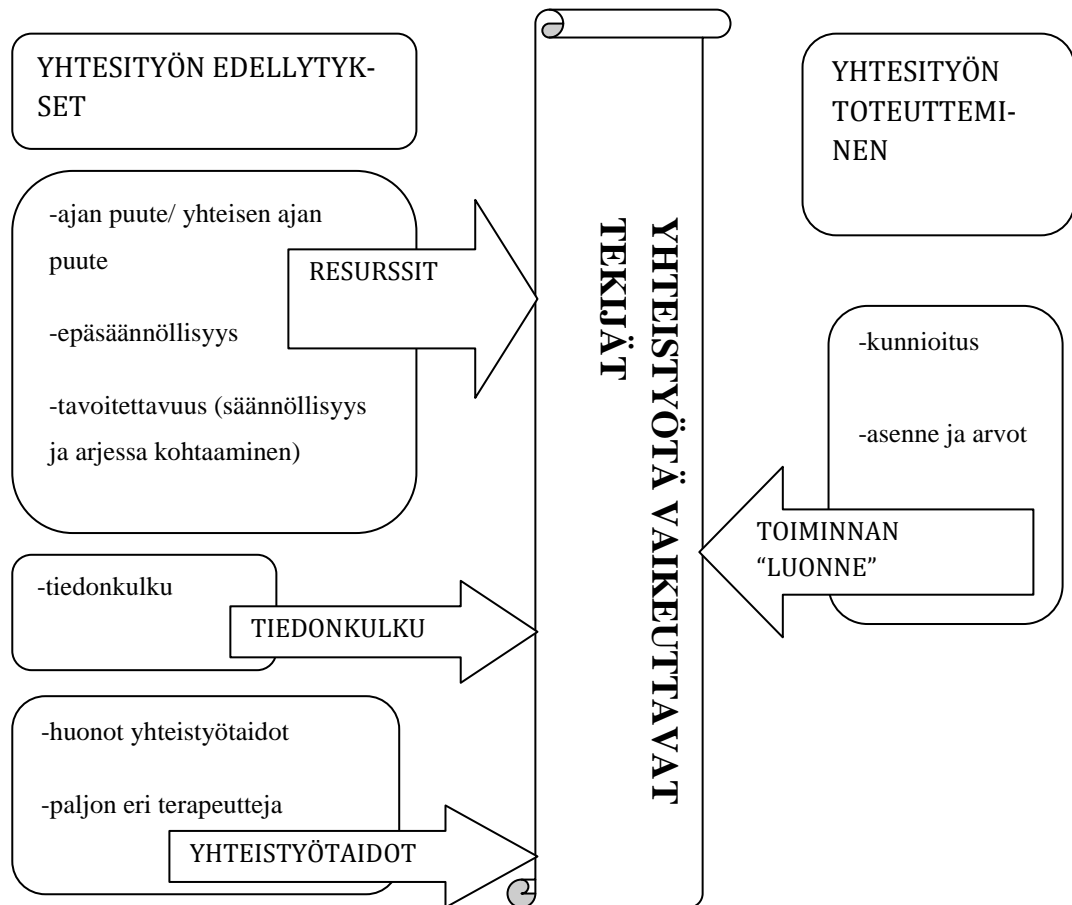 YHTESITYÖN EDELLYTYK-
SET
-ajan puute/ yhteisen ajan
puute
-epäsäännöllisyys
-tavoitettavuus (säännöllisyys
ja arjessa kohtaaminen)
RESURSSIT
-tiedonkulku
TIEDONKULKU
-huonot yhteistyötaidot
-paljon eri terapeutteja
YHTEISTYÖTAIDOT
YHTEISTYÖTÄ VAIKEUTTAVAT
TEKIJÄT
YHTESITYÖN
TOTEUTTEMI-
NEN
-kunnioitus
-asenne ja arvot
TOIMINNAN
“LUONNE”